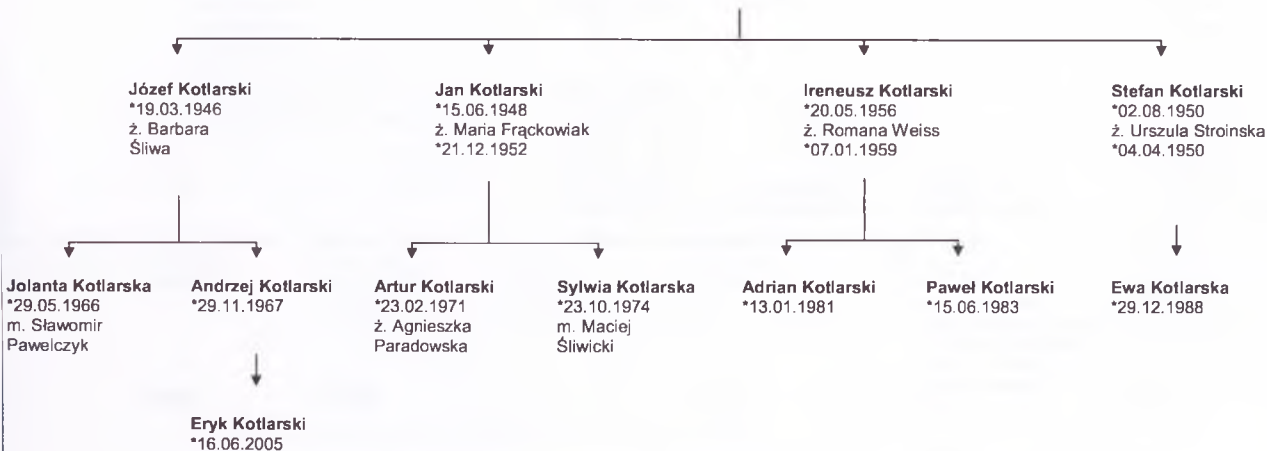 Józef Kotlarski
*19.03.1946
ż. Barbara
Śliwa
Jan Kotlarski
*15.06.1948
ż. Maria Frąckowiak
*21.12.1952
Ireneusz Kotlarski
*20.05.1956
ż. Romana Weiss
*07.01.1959
Stefan Kotlarski
*02.08.1950
ż. Urszula Stroinska
*04.04.1950
Jolanta Kotlarska
*29.05.1966
m. Sławomir
Pawelczyk
Andrzej Kotlarski
*29.11.1967
Artur Kotlarski
*23.02.1971
ż. Agnieszka
Paradowska
Sylwia Kotlarska
*23.10.1974
m. Maciej
Śliwicki
Adrian Kotlarski
*13.01.1981
Paweł Kotlarski
*15.06.1983
Ewa Kotlarska
*29.12.1988
Eryk Kotlarski
*16.06.2005